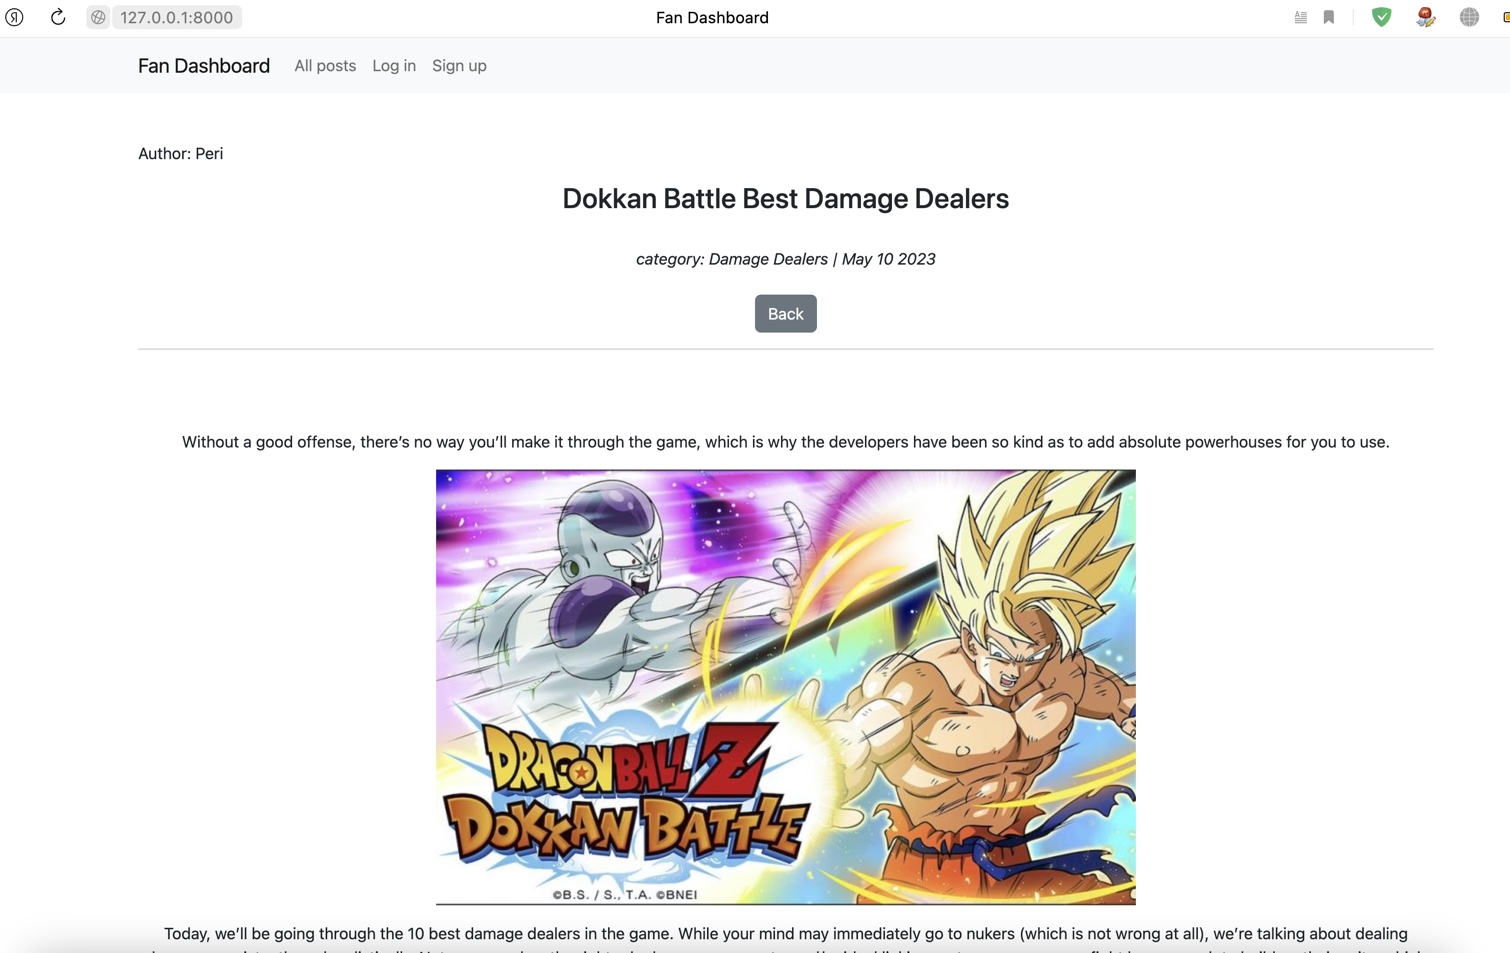 127.0.0.1:8000
Fan Dashboard
Fan Dashboard
All posts
Log in
Sign up
Author: Peri
Dokkan Battle Best Damage Dealers
category: Damage Dealers | May 10 2023
Back
Without a good offense, there’s no way you’ll make it through the game, which is why the developers have been so kind as to add absolute powerhouses for you to use.
DRAGONBALL Z
DOKKAN BATTLE
©B.S. / S., T.A. ©BNEI
Today, we’ll be going through the 10 best damage dealers in the game. While your mind may immediately go to nukers (which is not wrong at all), we’re talking about dealing